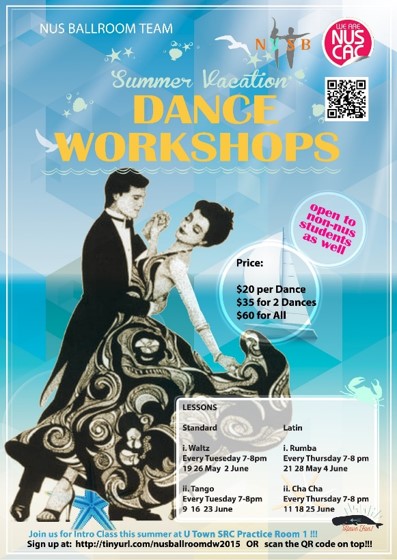 NUS BALLROOM TEAM
N U S B
WE ARE
NUS
CAC
Summer Vacation
DANCE
WORKSHOPS
open to
non-nus
students
as well
Price:
$20 per Dance
$35 for 2 Dances
$60 for All
LESSONS
Standard
i. Waltz
Every Tueseday 7-8pm
19 26 May 2 June
ii. Tango
Every Tuesday 7-8pm
9 16 23 June
Latin
i. Rumba
Every Thursday 7-8 pm
21 28 May 4 June
ii. Cha Cha
Every Thursday 7-8 pm
11 18 25 June
Join us for Intro Class this summer at U Town SRC Practice Room 1 !!!
Sign up at: http://tinyurl.com/nusballroomdw2015 OR scan the QR code on top!!!